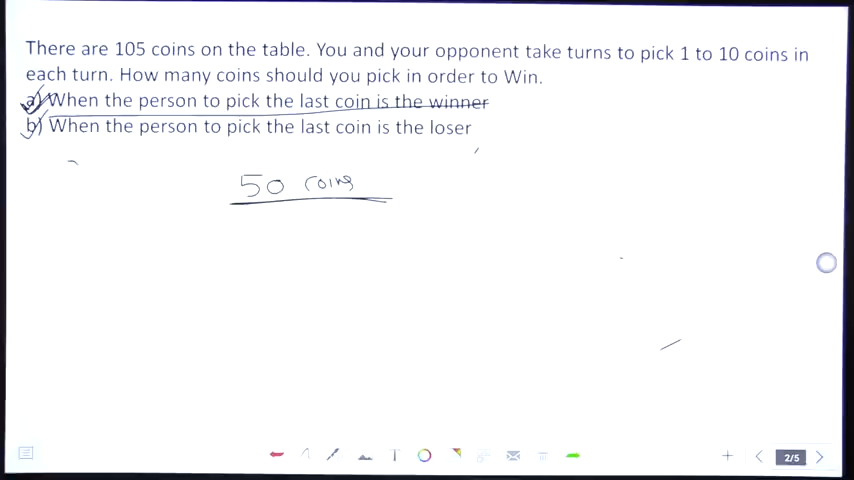 There are 105 coins on the table. You and your opponent take turns to pick 1 to 10 coins in
each turn. How many coins should you pick in order to Win.
a) When the person to pick the last coin is the winner
b) When the person to pick the last coin is the loser
50 coins
2/5